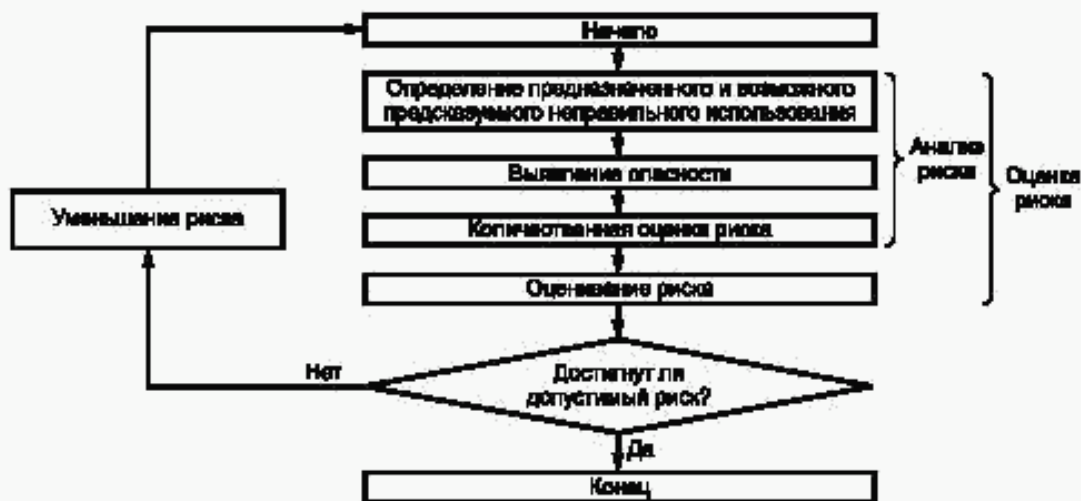 Начало
Определение предназначенного и возможного
предсказуемого неправильного использования
Выявление опасности
Количественная оценка риска
Оценивание риска
Анализ
риска
Оценка
риска
Уменьшение риска
Достигнут ли
допустимый риск?
Нет
Да
Конец